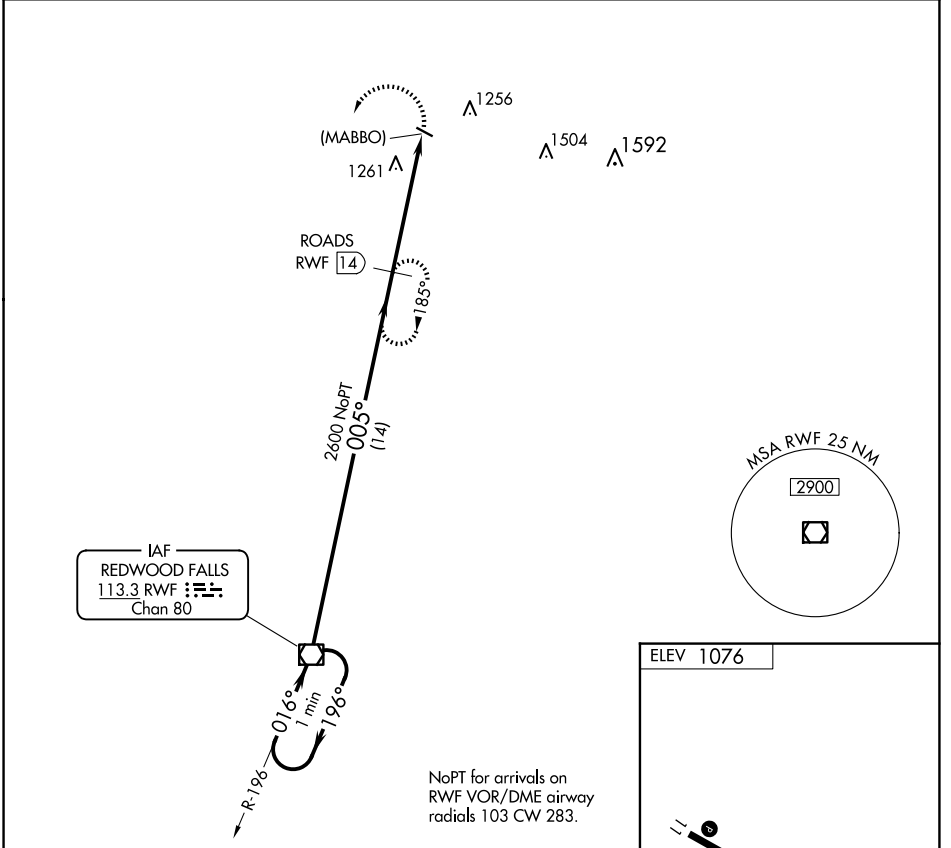 1256
(MABBO)
1504
1592
1261
ROADS
RWF 14
185°
2600 NoPT
005°
(14)
MSA RWF 25 NM
2900
IAF
REDWOOD FALLS
113.3 RWF
Chan 80
ELEV 1076
016°
1 min
196°
R-196
NoPT for arrivals on
RWF VOR/DME airway
radials 103 CW 283.
11
P